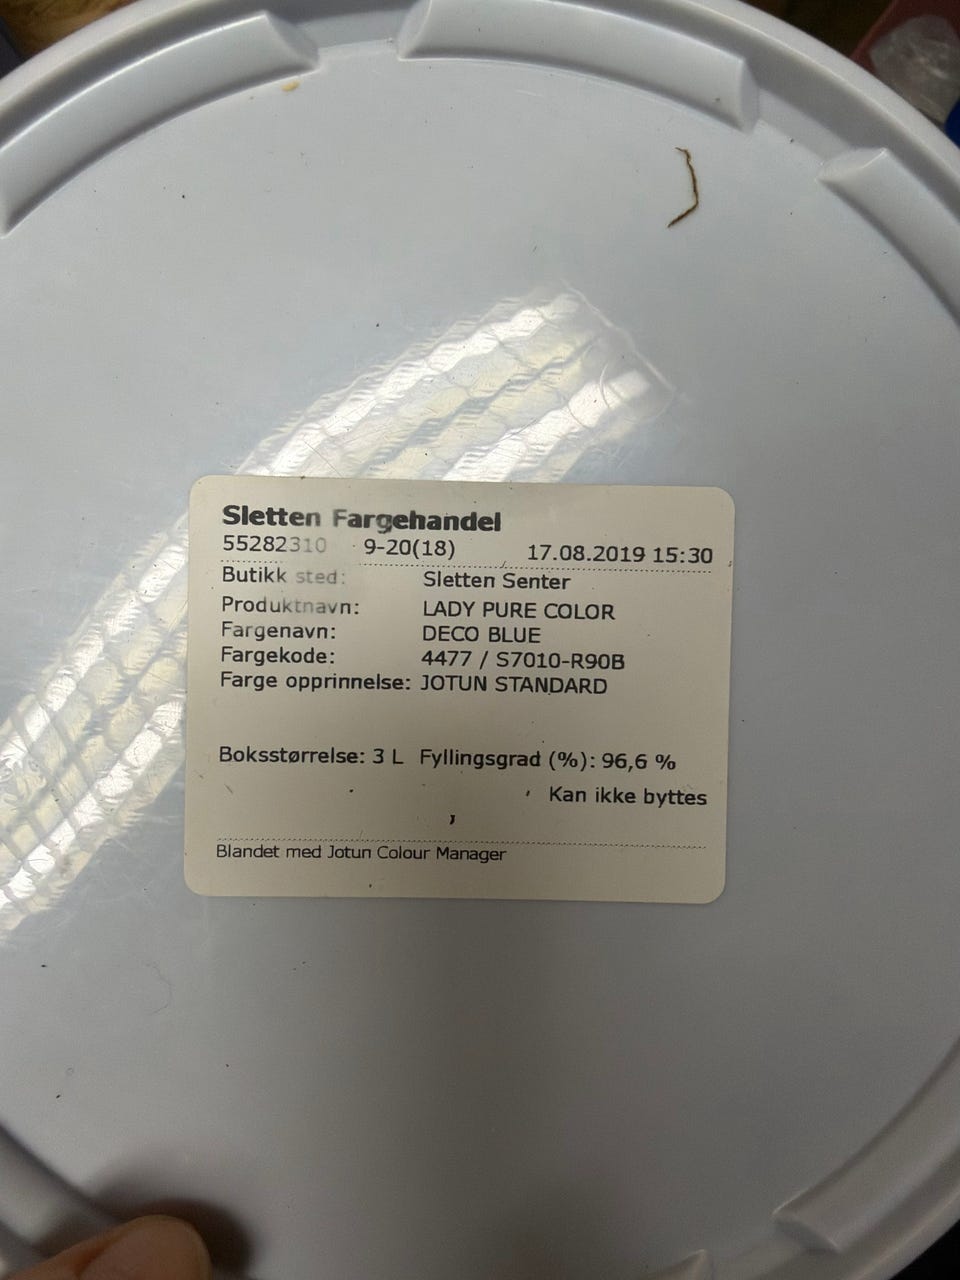 Sletten Fargehandel
55282310 9-20(18) 17.08.2019 15:30
Butikk sted: Sletten Senter
Produktnavn: LADY PURE COLOR
Fargenavn: DECO BLUE
Fargekode: 4477 / S7010-R90B
Farge opprinnelse: JOTUN STANDARD
Boksstørrelse: 3 L Fyllingsgrad (%): 96,6 %
Kan ikke byttes
Blandet med Jotun Colour Manager